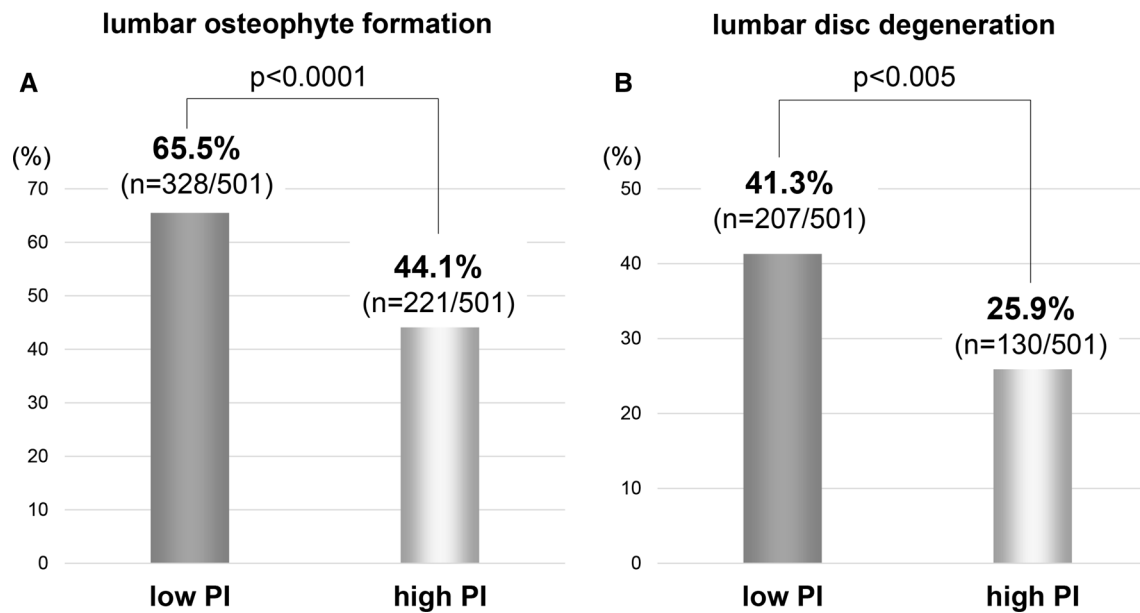 lumbar osteophyte formation
A
p<0.0001
(%)
65.5%
(n=328/501)
44.1%
(n=221/501)
70
60
50
40
30
20
10
0
low PI
high PI
lumbar disc degeneration
B
p<0.005
(%)
41.3%
(n=207/501)
25.9%
(n=130/501)
50
40
30
20
10
0
low PI
high PI